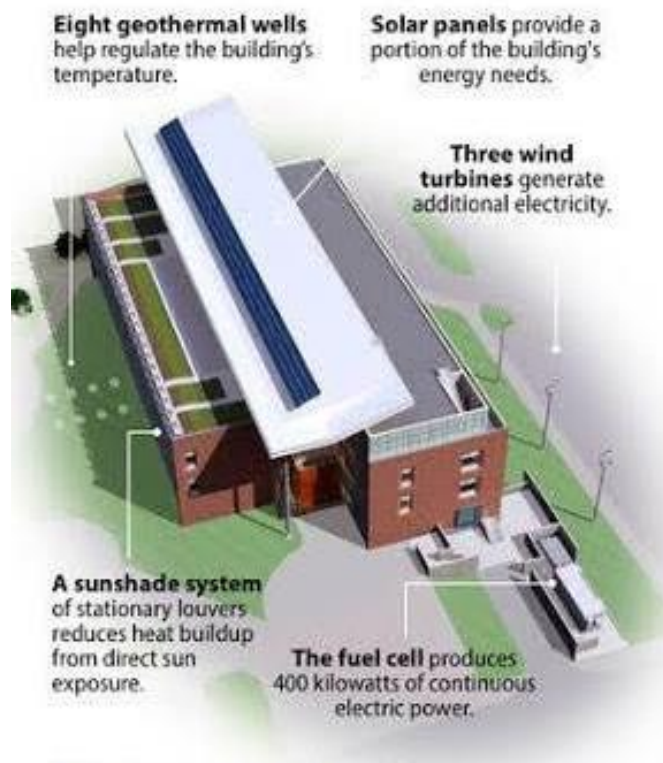 Eight geothermal wells
help regulate the building's
temperature.
Solar panels provide a
portion of the building's
energy needs.
Three wind
turbines generate
additional electricity.
A sunshade system
of stationary louvers
reduces heat buildup
from direct sun
exposure.
The fuel cell produces
400 kilowatts of continuous
electric power.